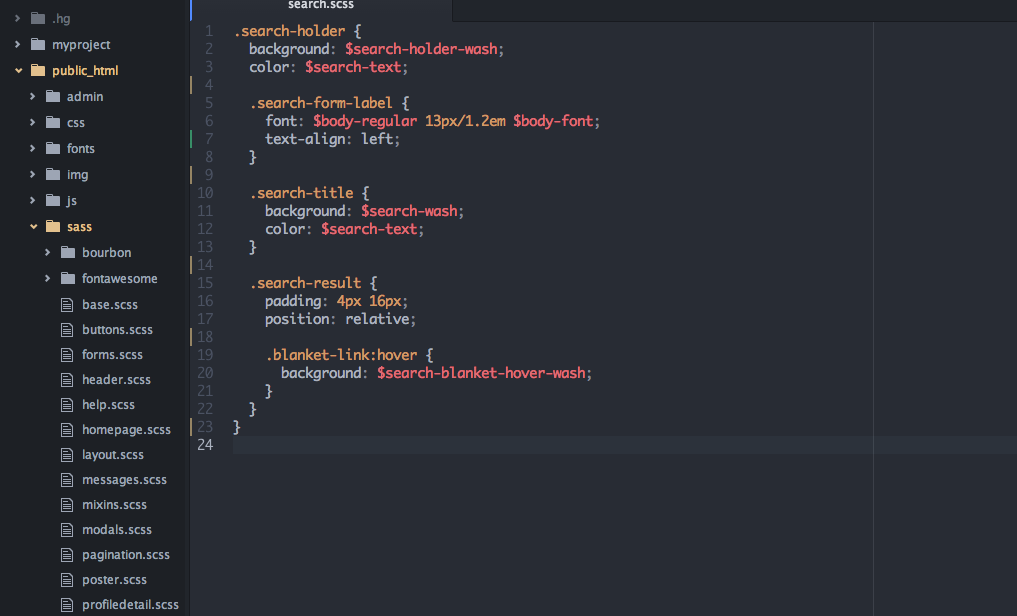 .hg
myproject
public_html
admin
css
fonts
img
js
sass
bourbon
fontawesome
base.scss
buttons.scss
forms.scss
header.scss
help.scss
homepage.scss
layout.scss
messages.scss
mixins.scss
modals.scss
pagination.scss
poster.scss
profiledetail.scss
search.scss
1 .search-holder {
2   background: $search-holder-wash;
3   color: $search-text;
4
5   .search-form-label {
6     font: $body-regular 13px/1.2em $body-font;
7     text-align: left;
8   }
9
10   .search-title {
11     background: $search-wash;
12     color: $search-text;
13   }
14
15   .search-result {
16     padding: 4px 16px;
17     position: relative;
18
19     .blanket-link:hover {
20       background: $search-blanket-hover-wash;
21     }
22   }
23 }
24